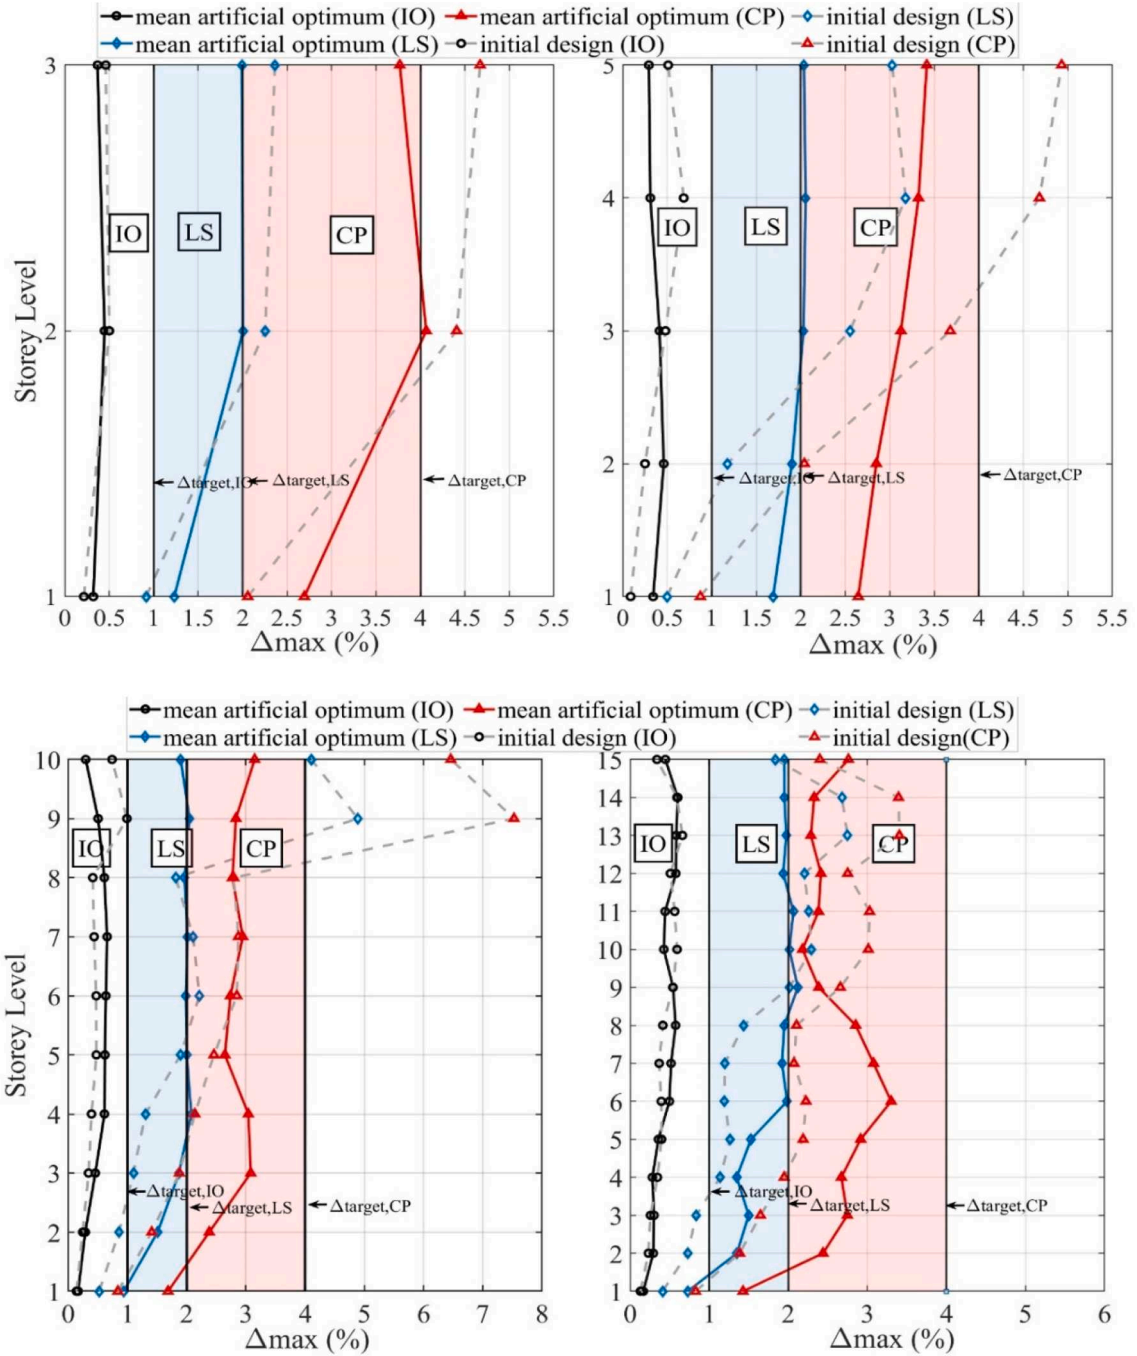 mean artificial optimum (IO) mean artificial optimum (CP) initial design (LS)
mean artificial optimum (LS) initial design (IO) initial design (CP)
3 5
IO LS CP
4
IO LS CP
Storey Level
2 3
2
Δtarget,IO Δtarget,LS Δtarget,CP
Δtarget,IO Δtarget,LS Δtarget,CP
1 1
0 0.5 1 1.5 2 2.5 3 3.5 4 4.5 5 5.5
0 0.5 1 1.5 2 2.5 3 3.5 4 4.5 5 5.5
Δmax (%) Δmax (%)
mean artificial optimum (IO) mean artificial optimum (CP) initial design (LS)
mean artificial optimum (LS) initial design (IO) initial design(CP)
10
9
8
7
6
5
4
3
2
1
Storey Level
IO LS CP
Δtarget,IO
Δtarget,LS
Δtarget,CP
0 1 2 3 4 5 6 7 8
Δmax (%)
15
14
13
12
11
10
9
8
7
6
5
4
3
2
1
IO LS CP
Δtarget,IO
Δtarget,LS
Δtarget,CP
0 1 2 3 4 5 6
Δmax (%)